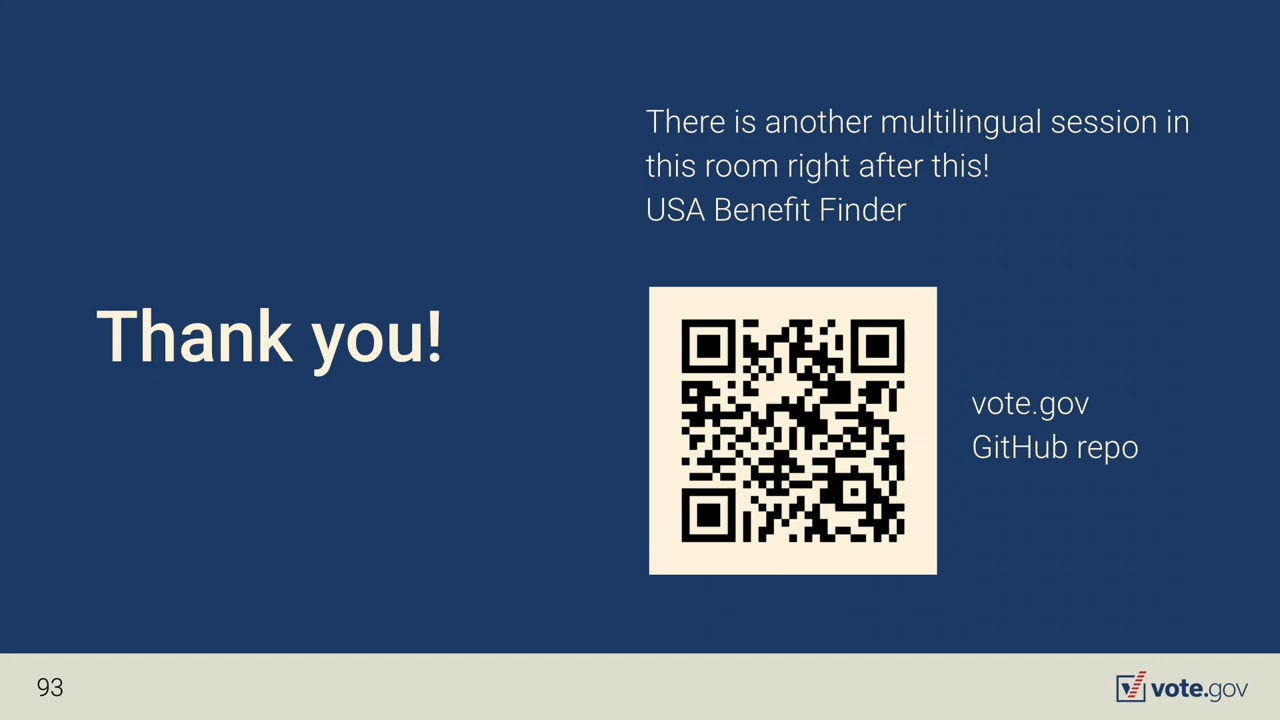 Thank you!
There is another multilingual session in
this room right after this!
USA Benefit Finder
vote.gov
GitHub repo
93
vote.gov